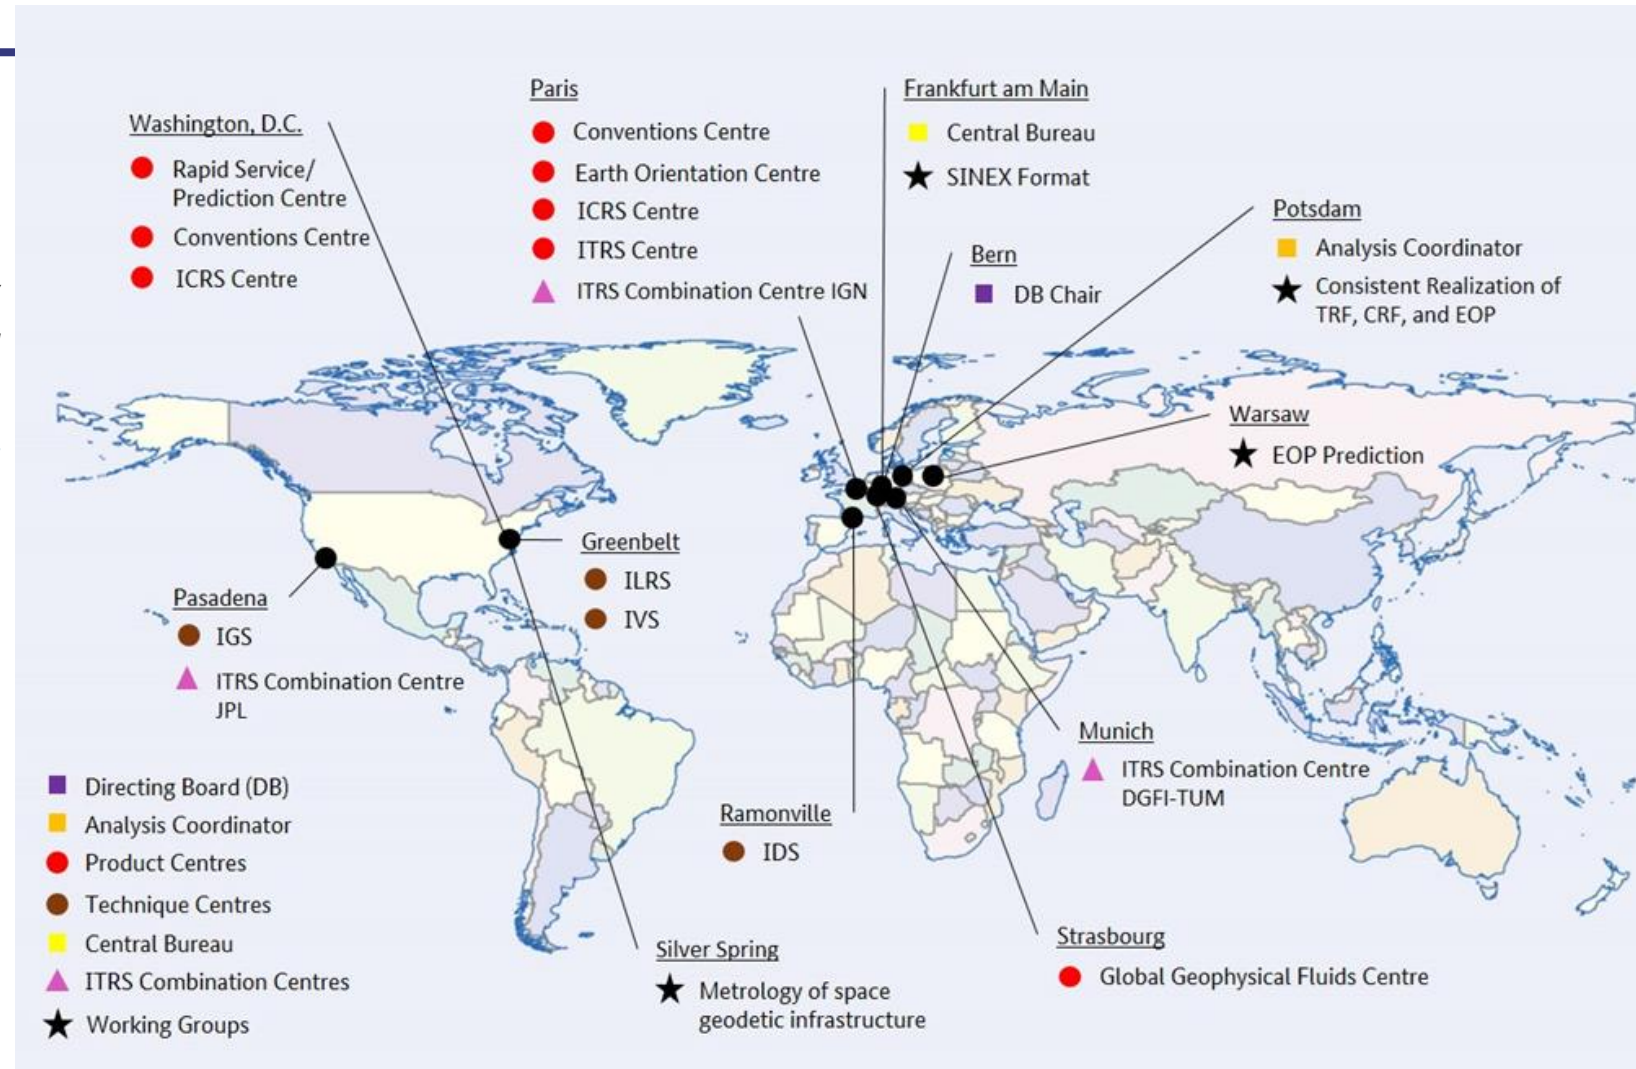 Washington, D.C.
Rapid Service/
Prediction Centre
Conventions Centre
ICRS Centre
Paris
Conventions Centre
Earth Orientation Centre
ICRS Centre
ITRS Centre
ITRS Combination Centre IGN
Frankfurt am Main
Central Bureau
SINEX Format
Bern
DB Chair
Potsdam
Analysis Coordinator
Consistent Realization of
TRF, CRF, and EOP
Warsaw
EOP Prediction
Greenbelt
ILRS
IVS
Pasadena
IGS
ITRS Combination Centre
JPL
Munich
ITRS Combination Centre
DGFI-TUM
Ramonville
IDS
Strasbourg
Global Geophysical Fluids Centre
Silver Spring
Metrology of space
geodetic infrastructure
Directing Board (DB)
Analysis Coordinator
Product Centres
Technique Centres
Central Bureau
ITRS Combination Centres
Working Groups